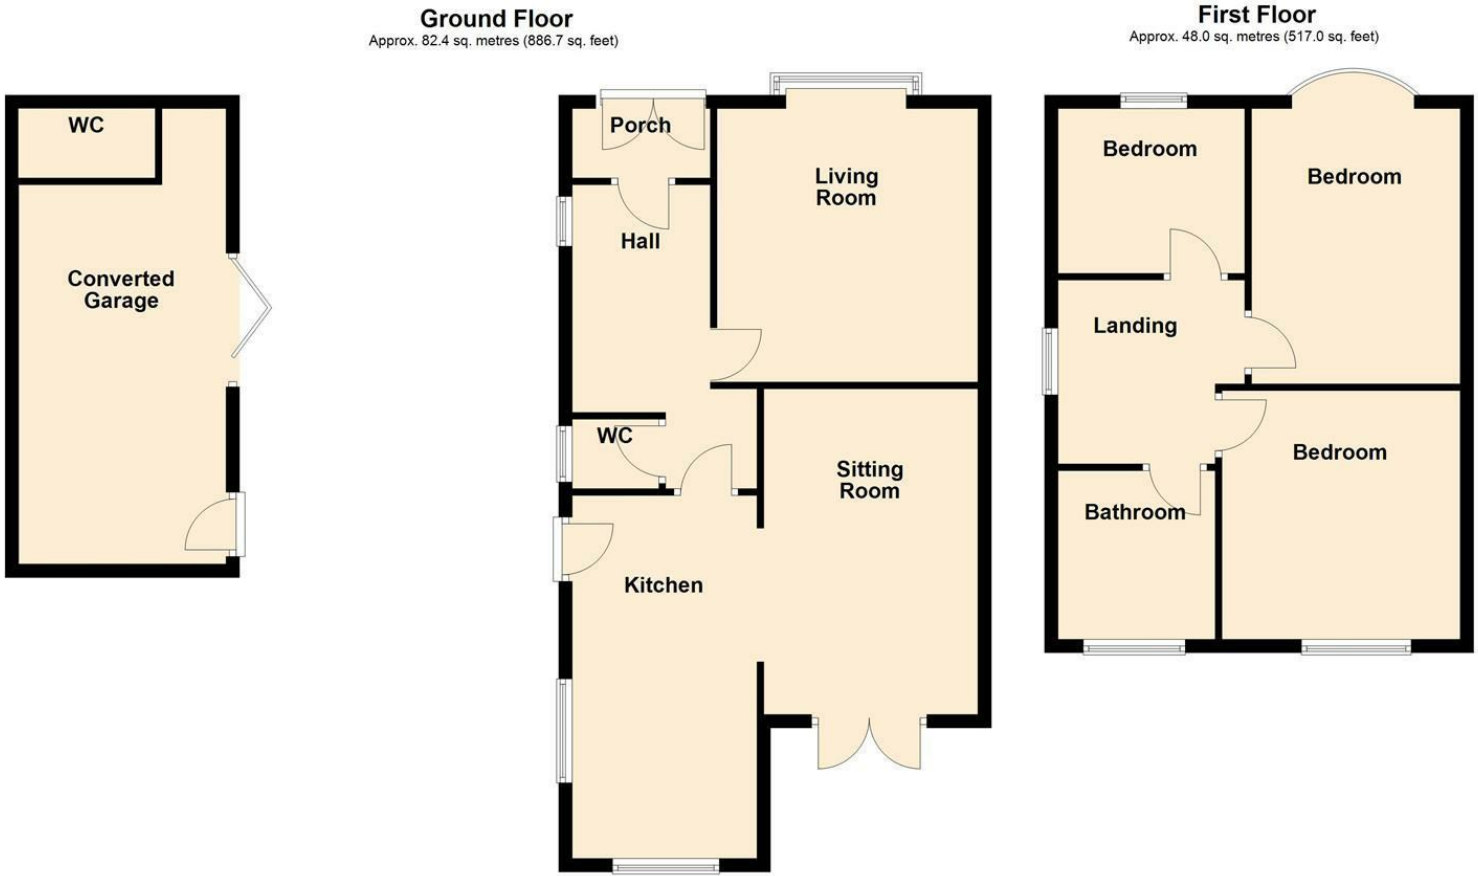 Ground Floor
Approx. 82.4 sq. metres (886.7 sq. feet)
WC
Converted
Garage
Porch
Hall
Living
Room
WC
Sitting
Room
Kitchen
First Floor
Approx. 48.0 sq. metres (517.0 sq. feet)
Bedroom
Bedroom
Landing
Bedroom
Bathroom